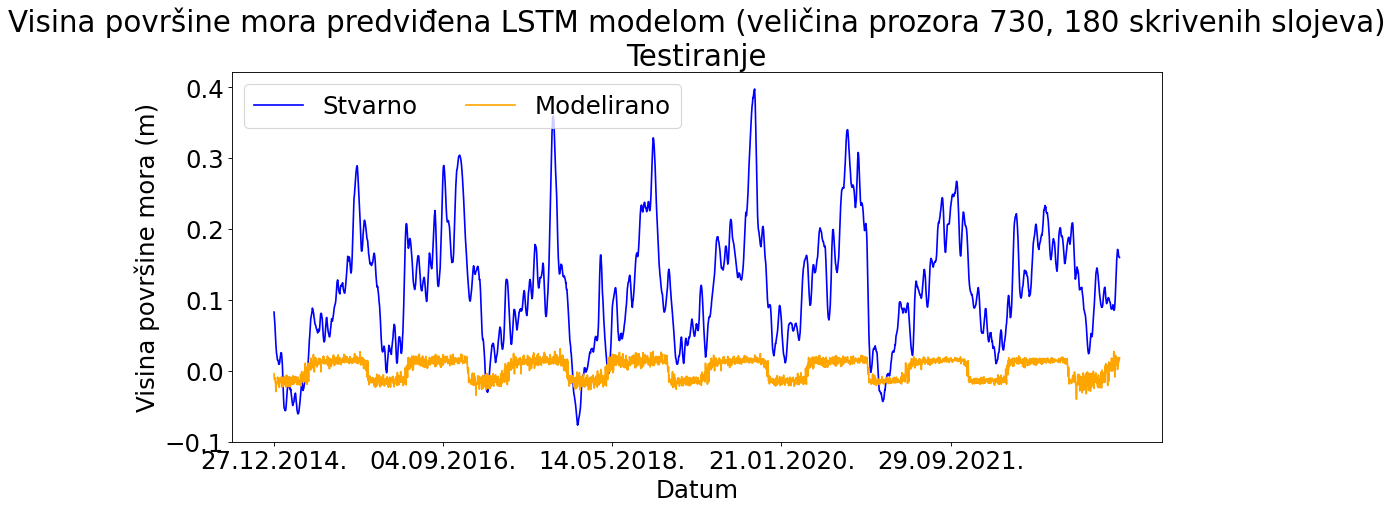 Visina površine mora predviđena LSTM modelom (veličina prozora 730, 180 skrivenih slojeva)
Testiranje
Stvarno
Modelirano
Visina površine mora (m)
0.4
0.3
0.2
0.1
0.0
−0.1
27.12.2014.
04.09.2016.
14.05.2018.
21.01.2020.
29.09.2021.
Datum